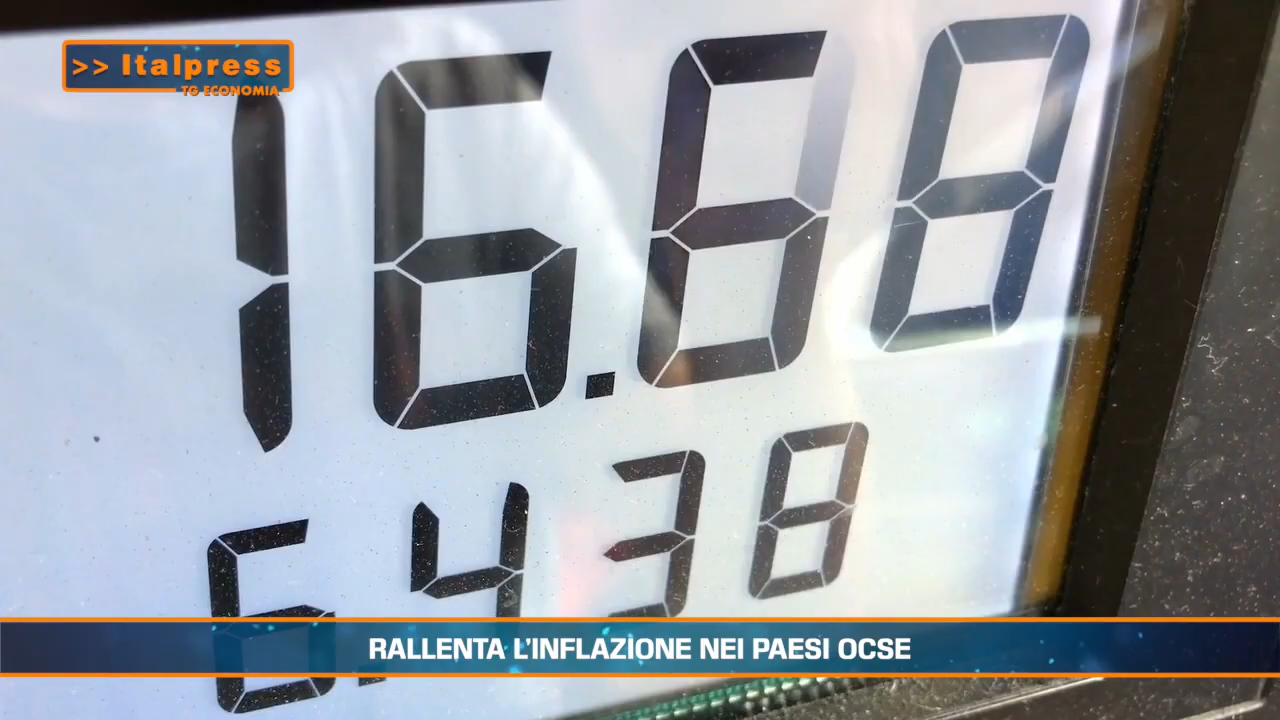 >> Italpress
TG ECONOMIA
16.68
6.438
RALLENTA L'INFLAZIONE NEI PAESI OCSE